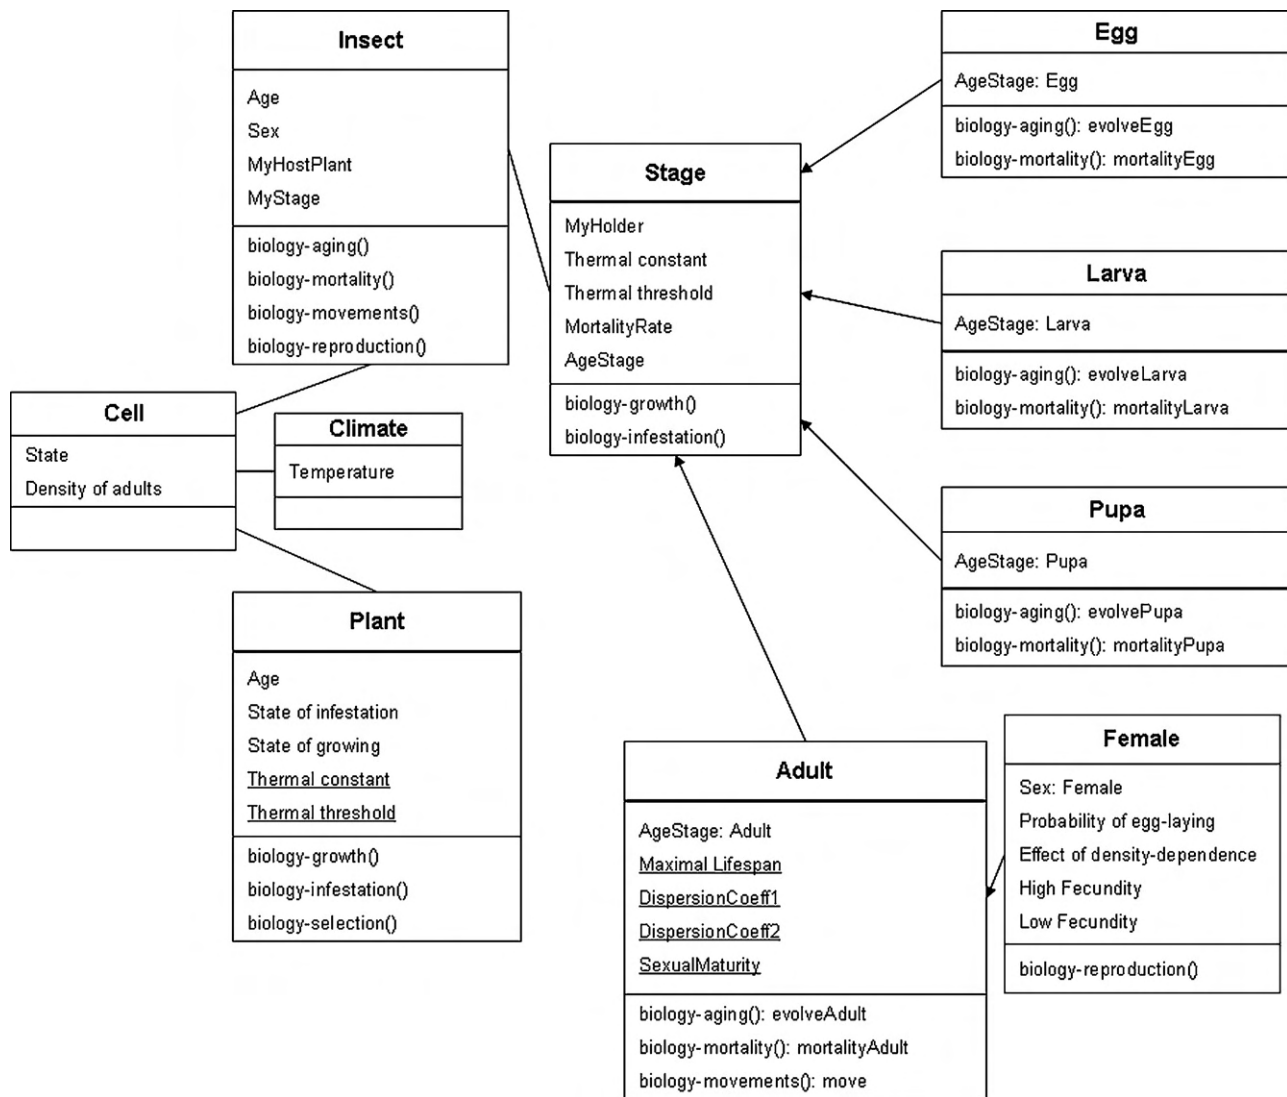 Insect
Age
Sex
MyHostPlant
MyStage
biology-aging()
biology-mortality()
biology-movements()
biology-reproduction()
Stage
MyHolder
Thermal constant
Thermal threshold
MortalityRate
AgeStage
biology-growth()
biology-infestation()
Egg
AgeStage: Egg
biology-aging(): evolveEgg
biology-mortality(): mortalityEgg
Larva
AgeStage: Larva
biology-aging(): evolveLarva
biology-mortality(): mortalityLarva
Pupa
AgeStage: Pupa
biology-aging(): evolvePupa
biology-mortality(): mortalityPupa
Cell
State
Density of adults
Climate
Temperature
Plant
Age
State of infestation
State of growing
Thermal constant
Thermal threshold
biology-growth()
biology-infestation()
biology-selection()
Adult
AgeStage: Adult
Maximal Lifespan
DispersionCoeff1
DispersionCoeff2
SexualMaturity
biology-aging(): evolveAdult
biology-mortality(): mortalityAdult
biology-movements(): move
Female
Sex: Female
Probability of egg-laying
Effect of density-dependence
High Fecundity
Low Fecundity
biology-reproduction()